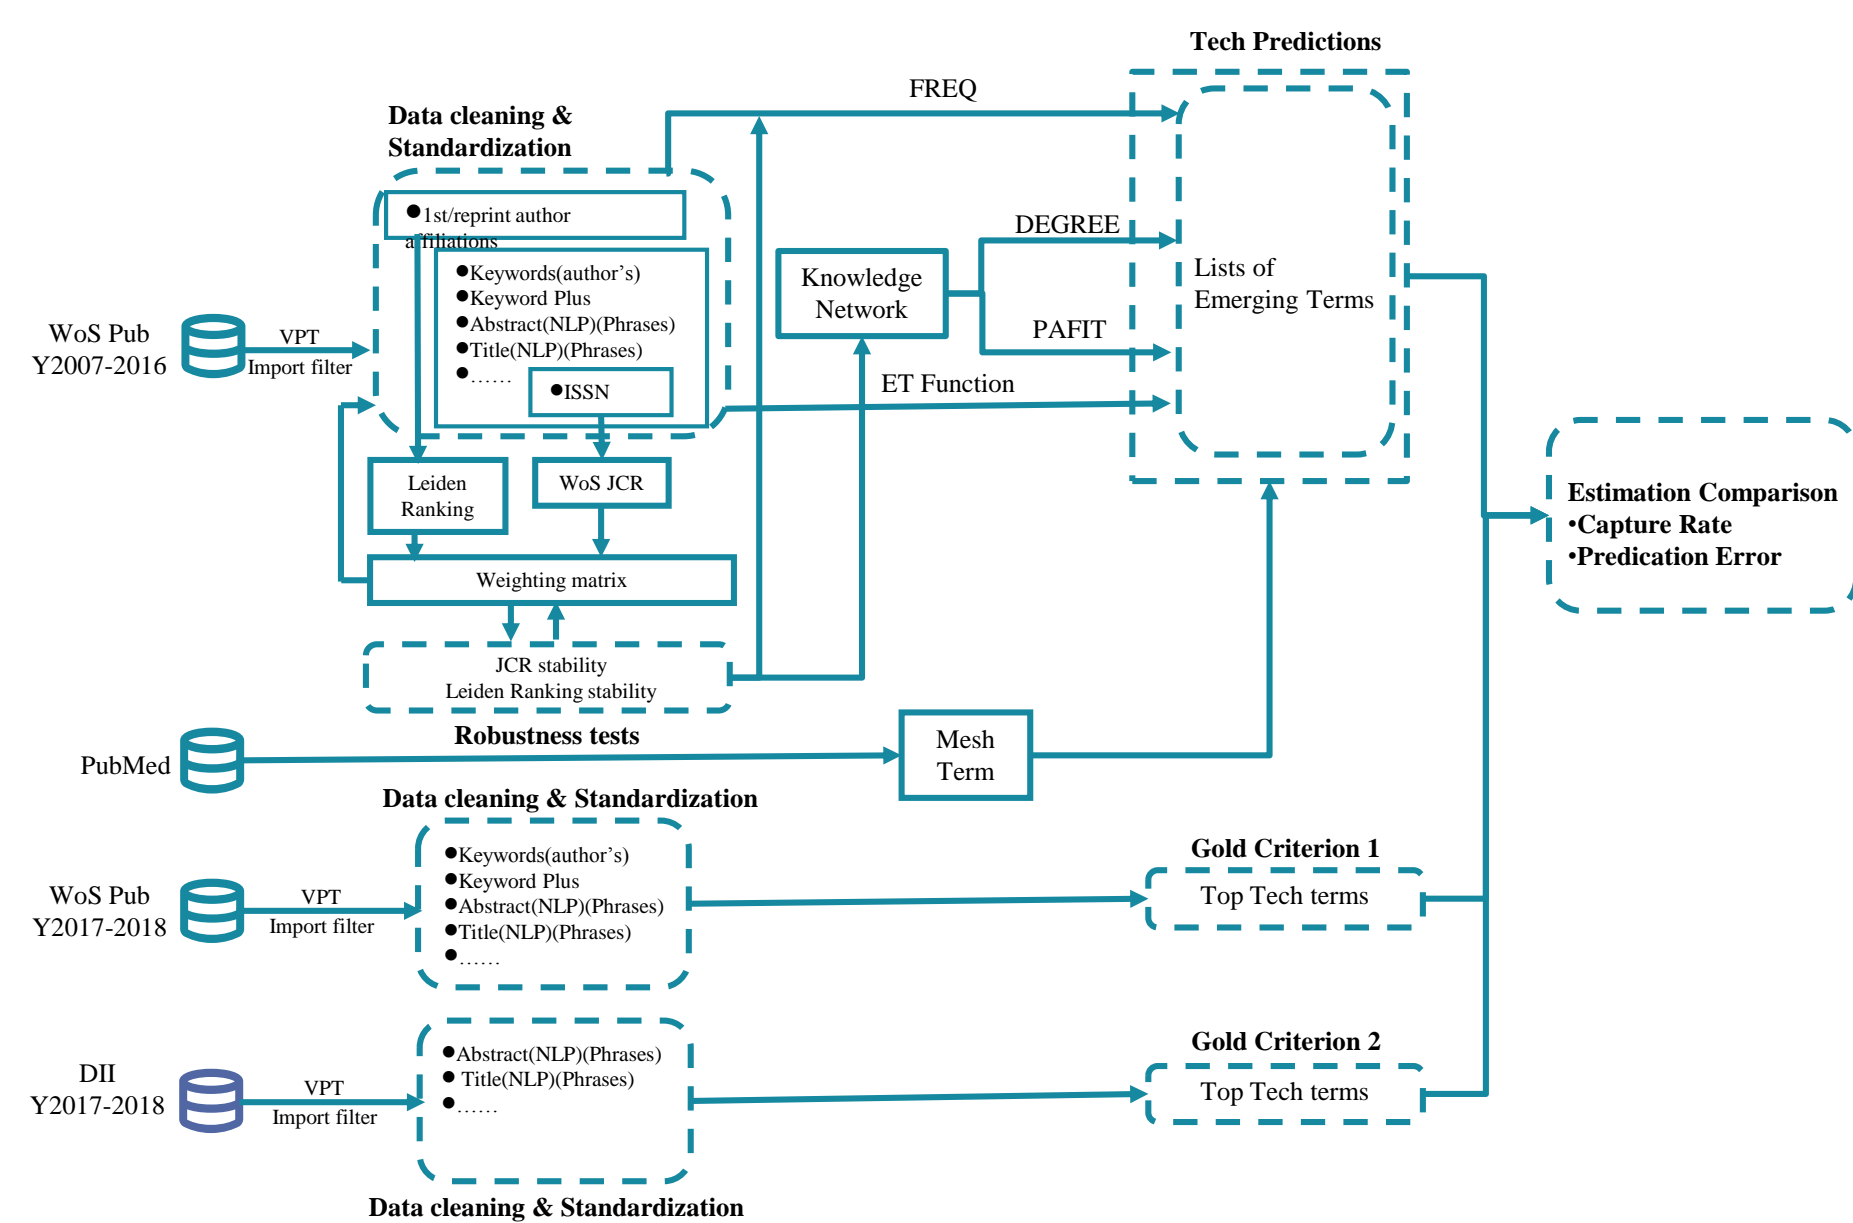 Tech Predictions
FREQ
Data cleaning &
Standardization
●1st/reprint author
affiliations
●Keywords(author's)
●Keyword Plus
●Abstract(NLP)(Phrases)
●Title(NLP)(Phrases)
●……
●ISSN
WoS Pub
Y2007-2016
VPT
Import filter
Knowledge
Network
DEGREE
PAFIT
ET Function
Lists of
Emerging Terms
Leiden
Ranking
WoS JCR
Weighting matrix
JCR stability
Leiden Ranking stability
Robustness tests
Estimation Comparison
•Capture Rate
•Predication Error
PubMed
Mesh
Term
Data cleaning & Standardization
WoS Pub
Y2017-2018
VPT
Import filter
●Keywords(author's)
●Keyword Plus
●Abstract(NLP)(Phrases)
●Title(NLP)(Phrases)
●……
Gold Criterion 1
Top Tech terms
DII
Y2017-2018
VPT
Import filter
●Abstract(NLP)(Phrases)
● Title(NLP)(Phrases)
●……
Gold Criterion 2
Top Tech terms
Data cleaning & Standardization